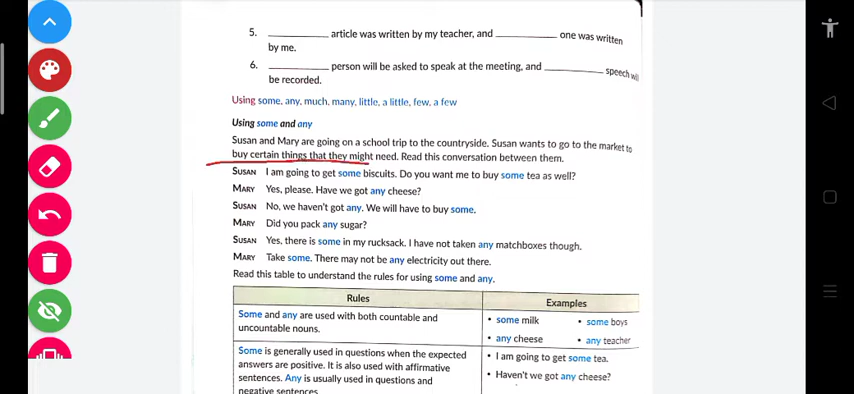 5. ________ article was written by my teacher, and ________ one was written
by me.
6. ________ person will be asked to speak at the meeting, and ________ speech
be recorded.
Using some, any, much, many, little, a little, few, a few
Using some and any
Susan and Mary are going on a school trip to the countryside. Susan wants to go to the market to
buy certain things that they might need. Read this conversation between them.
SUSAN I am going to get some biscuits. Do you want me to buy some tea as well?
MARY Yes, please. Have we got any cheese?
SUSAN No, we haven't got any. We will have to buy some.
MARY Did you pack any sugar?
SUSAN Yes, there is some in my rucksack. I have not taken any matchboxes though.
MARY Take some. There may not be any electricity out there.
Read this table to understand the rules for using some and any.
Rules Examples
Some and any are used with both countable and
uncountable nouns.
• some milk • some boys
• any cheese • any teacher
Some is generally used in questions when the expected
answers are positive. It is also used with affirmative
sentences. Any is usually used in questions and
negative sentences.
• I am going to get some tea.
• Haven't we got any cheese?